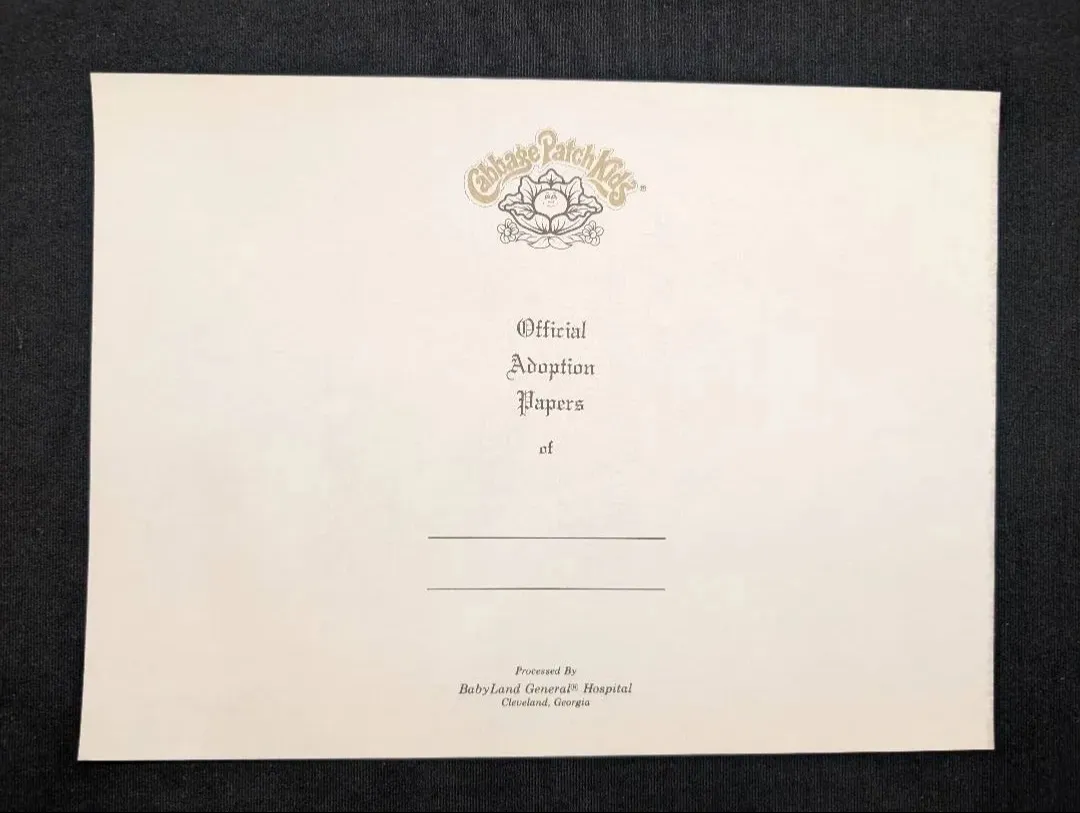 Cabbage Patch Kids®
Official
Adoption
Papers
of
Processed By
BabyLand General® Hospital
Cleveland, Georgia